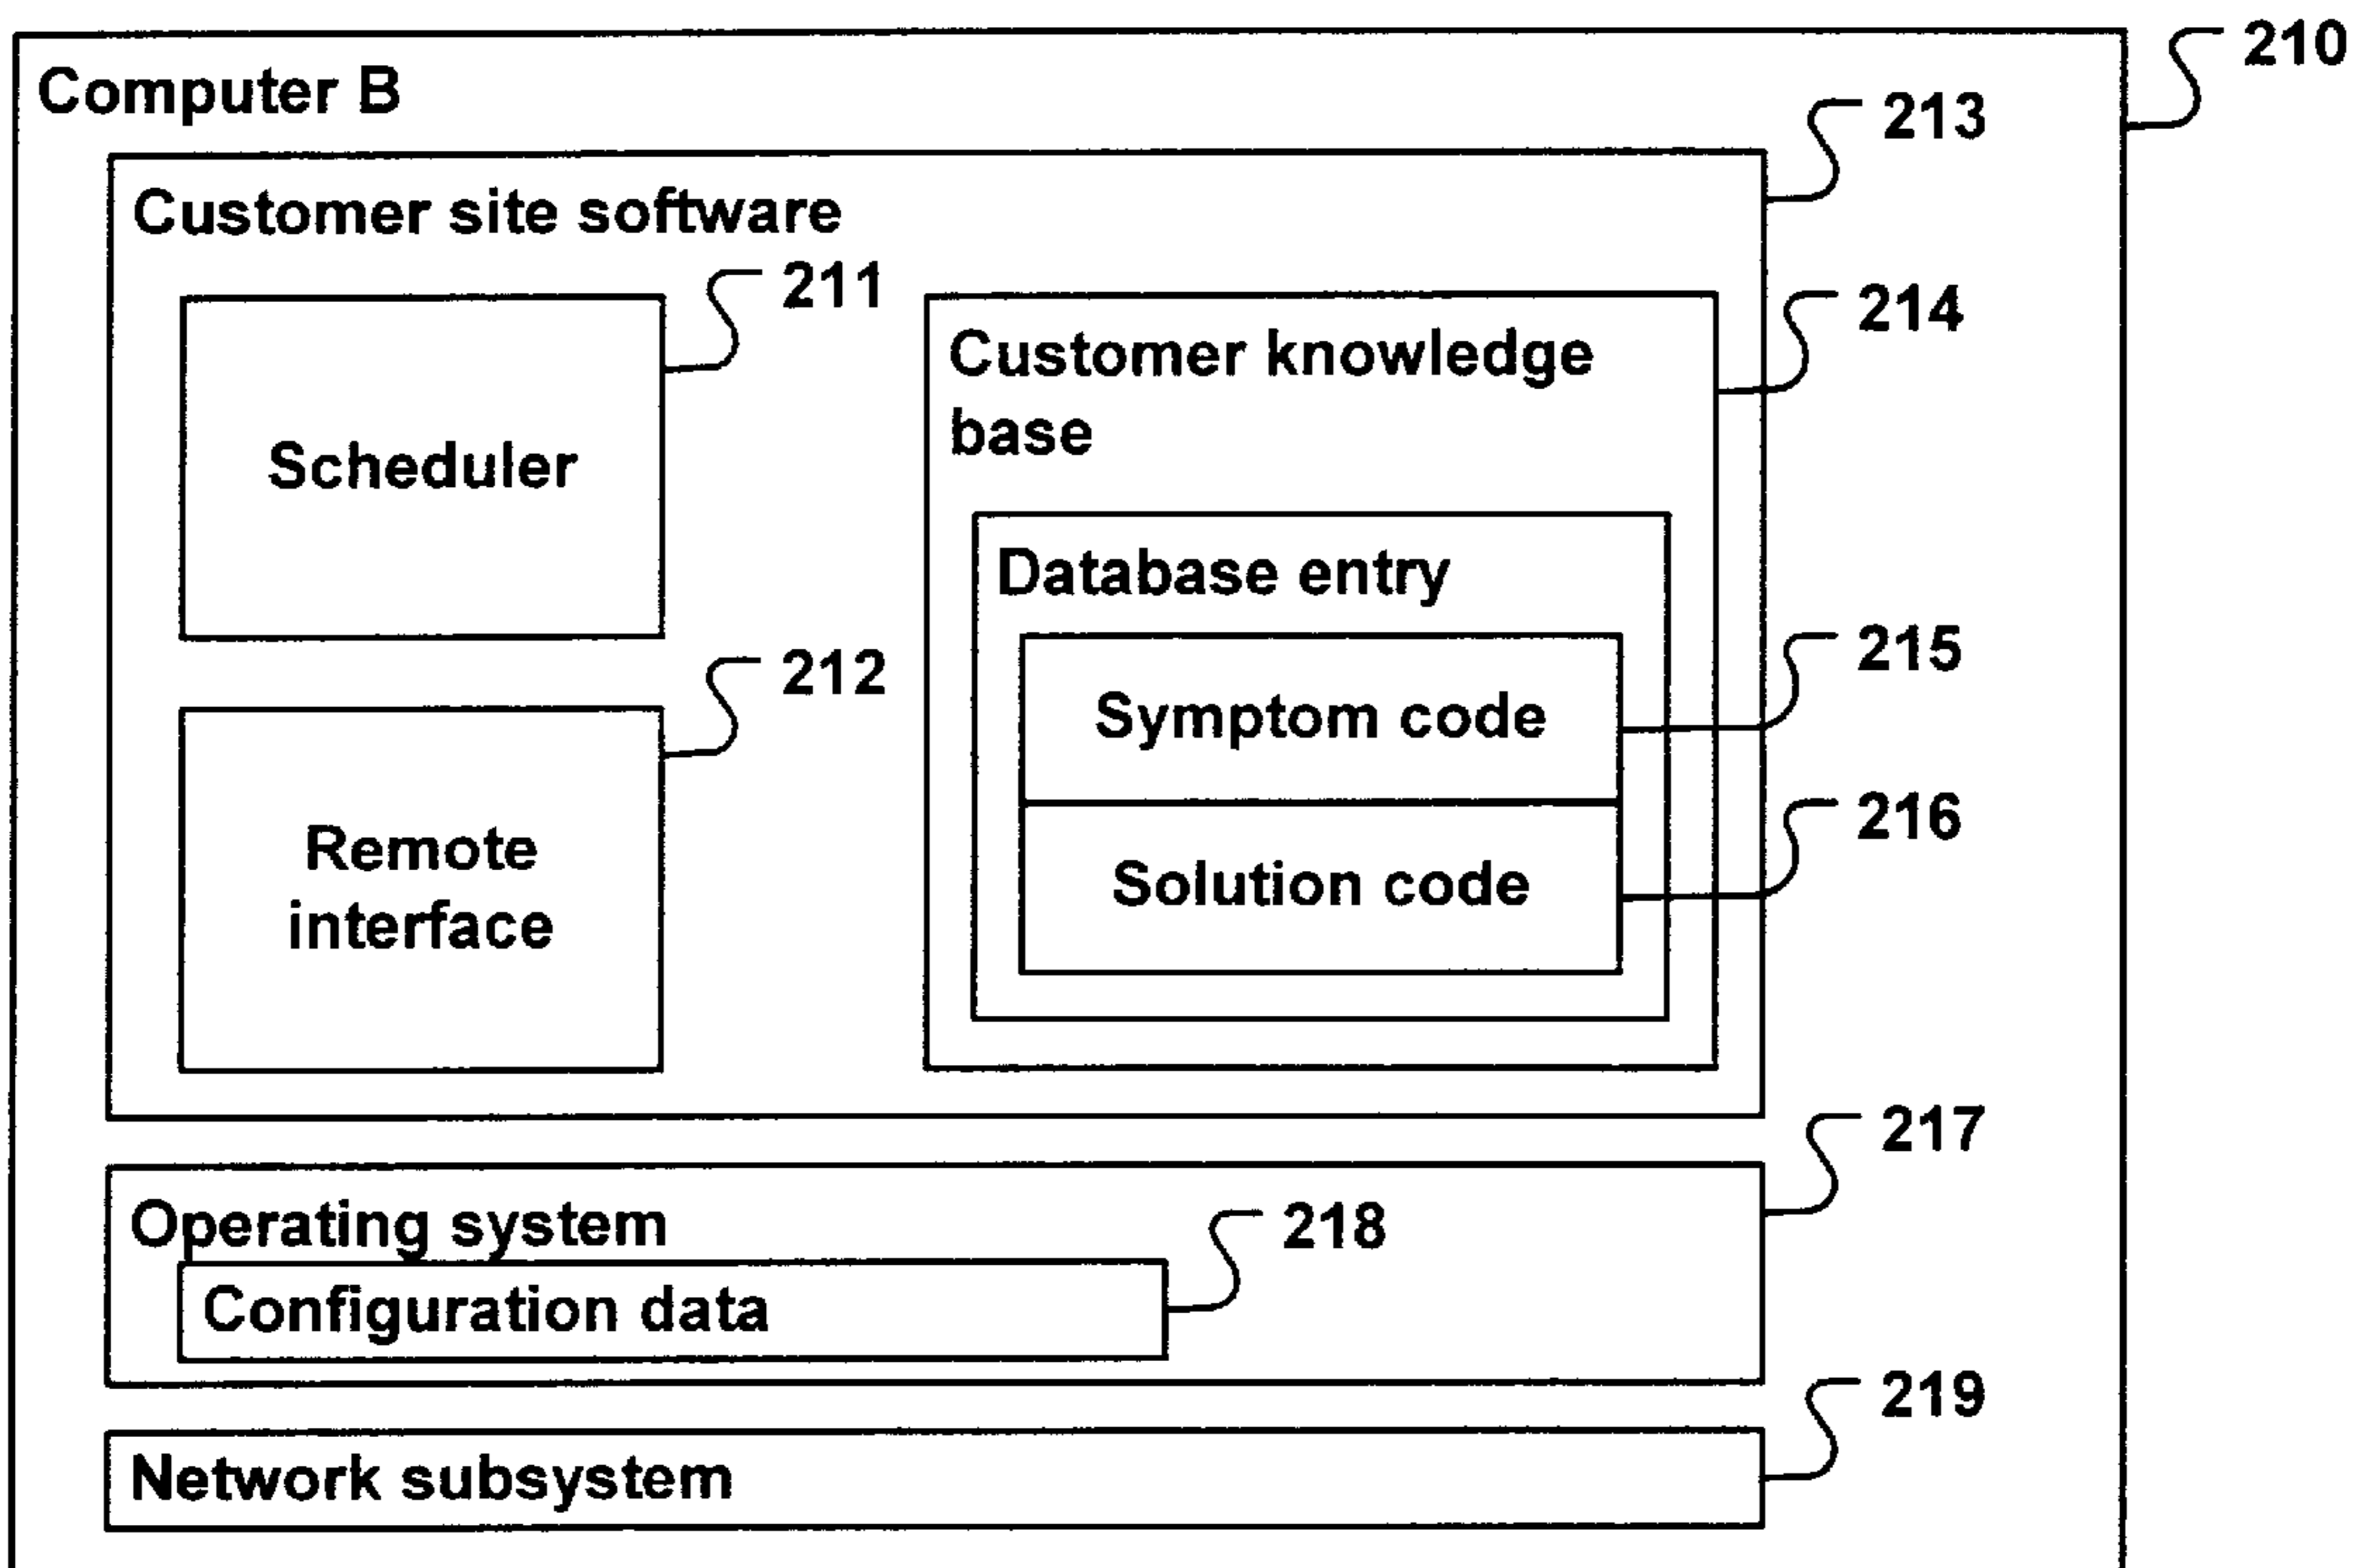 Computer B
210
213
Customer site software
211
214
Scheduler
Customer knowledge
base
Database entry
212
215
Symptom code
Remote
interface
216
Solution code
217
Operating system
218
Configuration data
219
Network subsystem